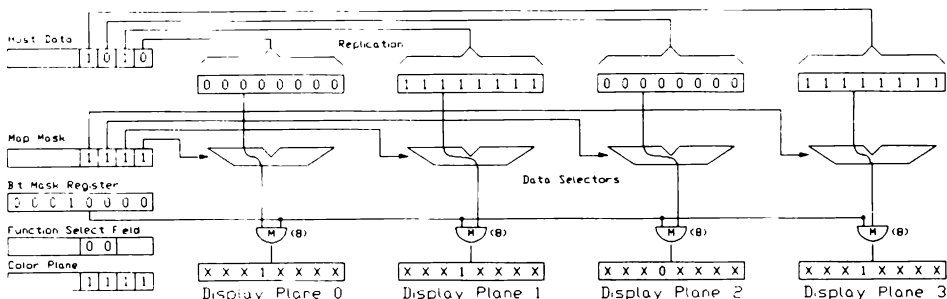 Host Data
1 0 1 0
Replication
0 0 0 0 0 0 0 0
1 1 1 1 1 1 1 1
0 0 0 0 0 0 0 0
1 1 1 1 1 1 1 1
Map Mask
1 1 1 1
Data Selectors
Bit Mask Register
0 0 0 1 0 0 0 0
M (8)
M (8)
M (8)
M (8)
Function Select Field
0 0
Color Plane
1 1 1 1
X X X 1 X X X X
X X X 1 X X X X
X X X 0 X X X X
X X X 1 X X X X
Display Plane 0
Display Plane 1
Display Plane 2
Display Plane 3